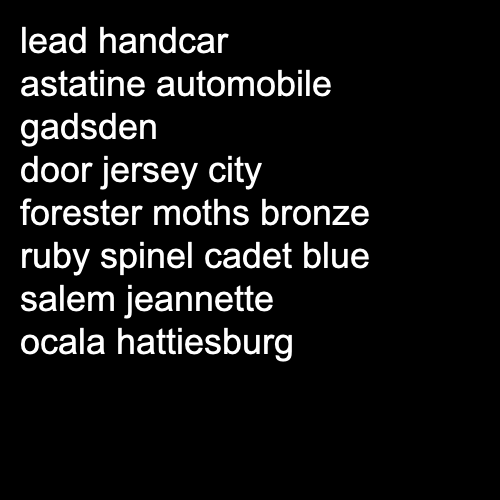 lead handcar
astatine automobile
gadsden
door jersey city
forester moths bronze
ruby spinel cadet blue
salem jeannette
ocala hattiesburg